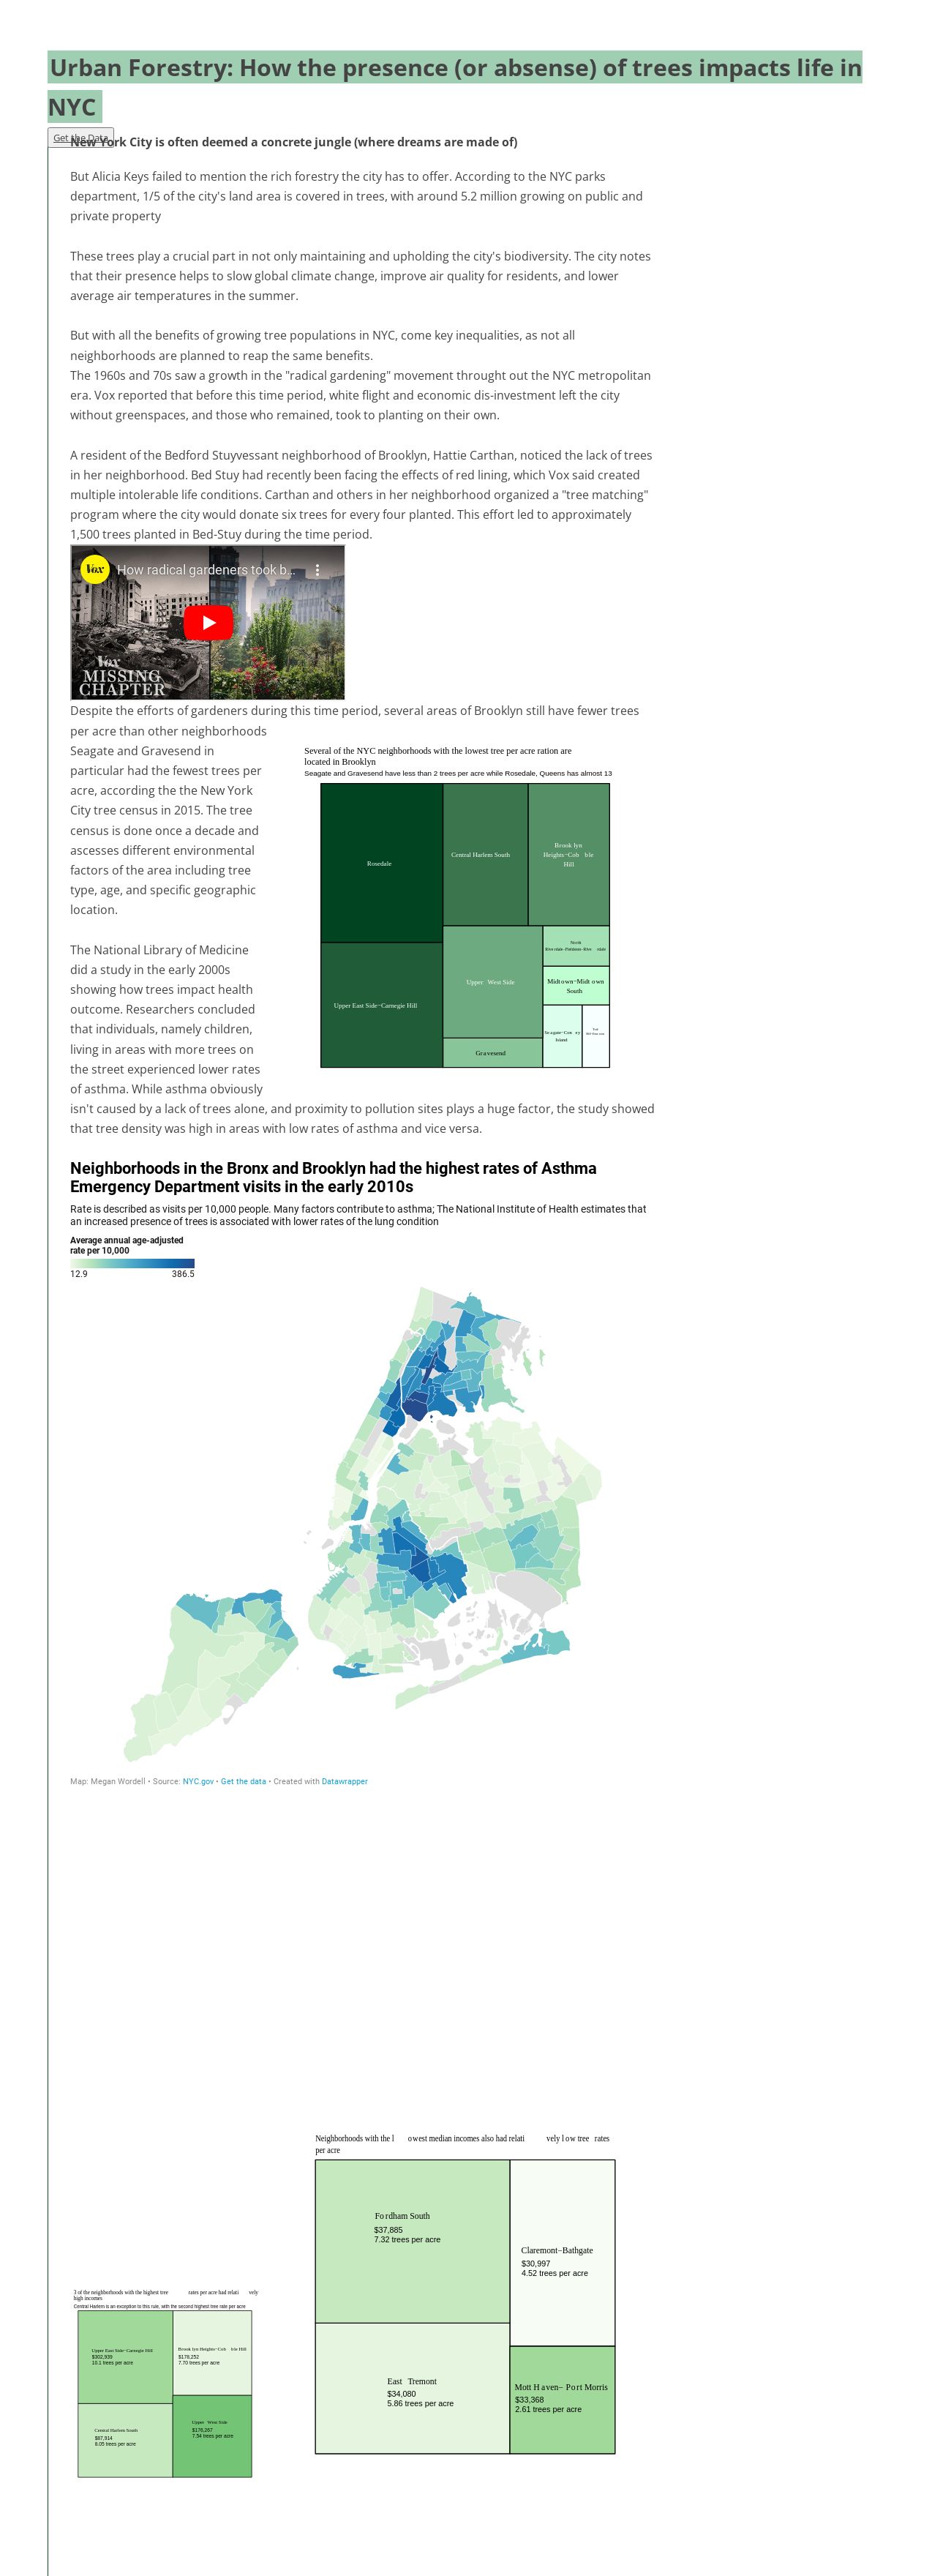 Urban Forestry: How the presence (or absense) of trees impacts life in
NYC
Get the Data
New York City is often deemed a concrete jungle (where dreams are made of)
But Alicia Keys failed to mention the rich forestry the city has to offer. According to the NYC parks
department, 1/5 of the city's land area is covered in trees, with around 5.2 million growing on public and
private property
These trees play a crucial part in not only maintaining and upholding the city's biodiversity. The city notes
that their presence helps to slow global climate change, improve air quality for residents, and lower
average air temperatures in the summer.
But with all the benefits of growing tree populations in NYC, come key inequalities, as not all
neighborhoods are planned to reap the same benefits.
The 1960s and 70s saw a growth in the "radical gardening" movement throught out the NYC metropolitan
era. Vox reported that before this time period, white flight and economic dis-investment left the city
without greenspaces, and those who remained, took to planting on their own.
A resident of the Bedford Stuyvessant neighborhood of Brooklyn, Hattie Carthan, noticed the lack of trees
in her neighborhood. Bed Stuy had recently been facing the effects of red lining, which Vox said created
multiple intolerable life conditions. Carthan and others in her neighborhood organized a "tree matching"
program where the city would donate six trees for every four planted. This effort led to approximately
1,500 trees planted in Bed-Stuy during the time period.
Vox
How radical gardeners took b...
Vox
MISSING
CHAPTER
Despite the efforts of gardeners during this time period, several areas of Brooklyn still have fewer trees
per acre than other neighborhoods
Seagate and Gravesend in
particular had the fewest trees per
acre, according the the New York
City tree census in 2015. The tree
census is done once a decade and
ascesses different environmental
factors of the area including tree
type, age, and specific geographic
location.
The National Library of Medicine
did a study in the early 2000s
showing how trees impact health
outcome. Researchers concluded
that individuals, namely children,
living in areas with more trees on
the street experienced lower rates
of asthma. While asthma obviously
isn't caused by a lack of trees alone, and proximity to pollution sites plays a huge factor, the study showed
that tree density was high in areas with low rates of asthma and vice versa.
Several of the NYC neighborhoods with the lowest tree per acre ration are
located in Brooklyn
Seagate and Gravesend have less than 2 trees per acre while Rosedale, Queens has almost 13
Rosedale
Central Harlem South
Brook lyn
Heights−Cob ble
Hill
Upper East Side−Carnegie Hill
Upper West Side
North
Midtown−Midtown
South
Gravesend
Seagate−Con ey
Island
Neighborhoods in the Bronx and Brooklyn had the highest rates of Asthma
Emergency Department visits in the early 2010s
Rate is described as visits per 10,000 people. Many factors contribute to asthma; The National Institute of Health estimates that
an increased presence of trees is associated with lower rates of the lung condition
Average annual age-adjusted
rate per 10,000
12.9 386.5
Map: Megan Wordell • Source: NYC.gov • Get the data • Created with Datawrapper
Neighborhoods with the l owest median incomes also had relati vely l ow tree rates
per acre
Fordham South
$37,885
7.32 trees per acre
Claremont−Bathgate
$30,997
4.52 trees per acre
East Tremont
$34,080
5.86 trees per acre
Mott Haven− Port Morris
$33,368
2.61 trees per acre
3 of the neighborhoods with the highest tree rates per acre had relati vely
high incomes
Central Harlem is an exception to this rule, with the second highest tree rate per acre
Upper East Side−Carnegie Hill
10.1 trees per acre
Brook lyn Heights−Cob ble Hill
$179,252
7.70 trees per acre
Central Harlem South
$87,914
8.05 trees per acre
Upper West Side
$176,267
7.54 trees per acre